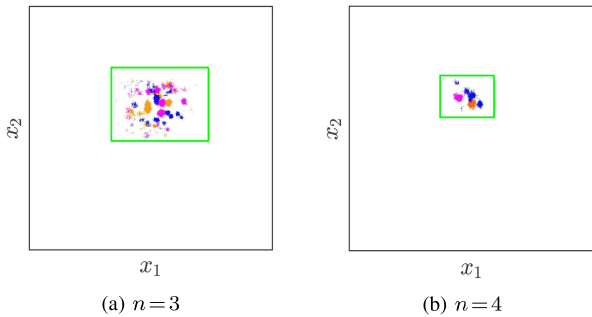 x₂
x₁
(a) n=3
x₂
x₁
(b) n=4